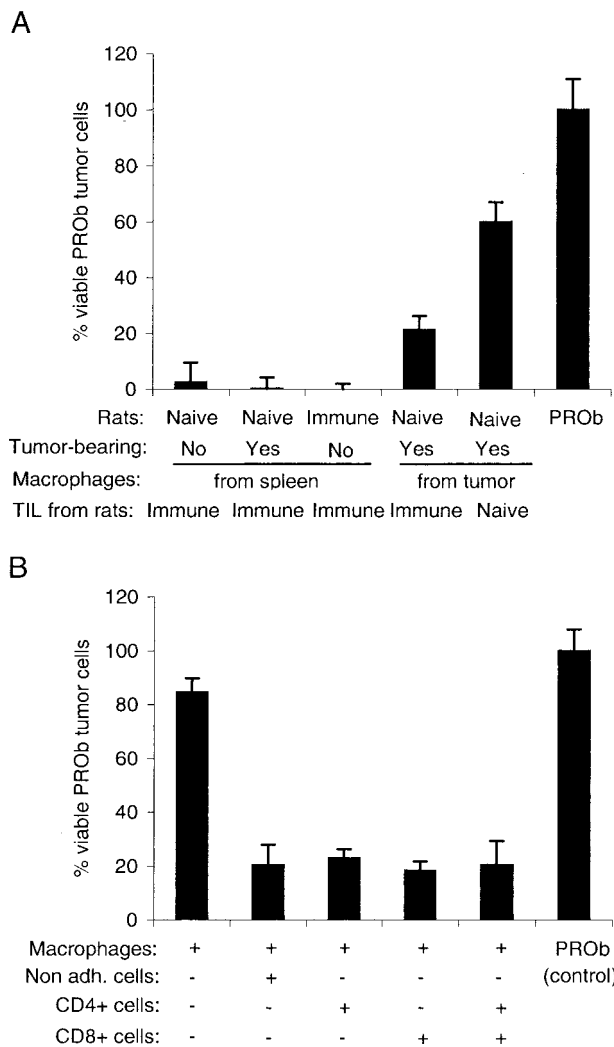 A
% viable PROb tumor cells
120
100
80
60
40
20
0
Rats: Naive Naive Immune Naive Naive PROb
Tumor-bearing: No Yes No Yes Yes
Macrophages: from spleen from tumor
TIL from rats: Immune Immune Immune Immune Naive
B
% viable PROb tumor cells
120
100
80
60
40
20
0
Macrophages: + + + + + PROb
Non adh. cells: - + - - - (control)
CD4+ cells: - - + - +
CD8+ cells: - - - + +